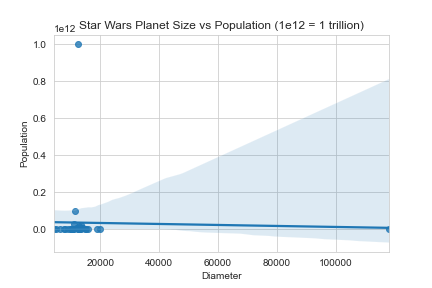 Star Wars Planet Size vs Population (1e12 = 1 trillion)
1e12
1.0
0.8
0.6
0.4
0.2
0.0
Population
20000 40000 60000 80000 100000
Diameter